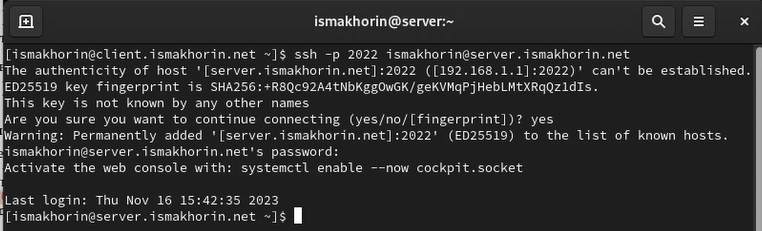 ismakhorin@server:~
[ismakhorin@client.ismakhorin.net ~]$ ssh -p 2022 ismakhorin@server.ismakhorin.net
The authenticity of host '[server.ismakhorin.net]:2022 ([192.168.1.1]:2022)' can't be established.
ED25519 key fingerprint is SHA256:+R8Qc92A4tNbKggOwGK/geKVMqPjHebLMtXRqQz1dIs.
This key is not known by any other names
Are you sure you want to continue connecting (yes/no/[fingerprint])? yes
Warning: Permanently added '[server.ismakhorin.net]:2022' (ED25519) to the list of known hosts.
ismakhorin@server.ismakhorin.net's password:
Activate the web console with: systemctl enable --now cockpit.socket
Last login: Thu Nov 16 15:42:35 2023
[ismakhorin@server.ismakhorin.net ~]$